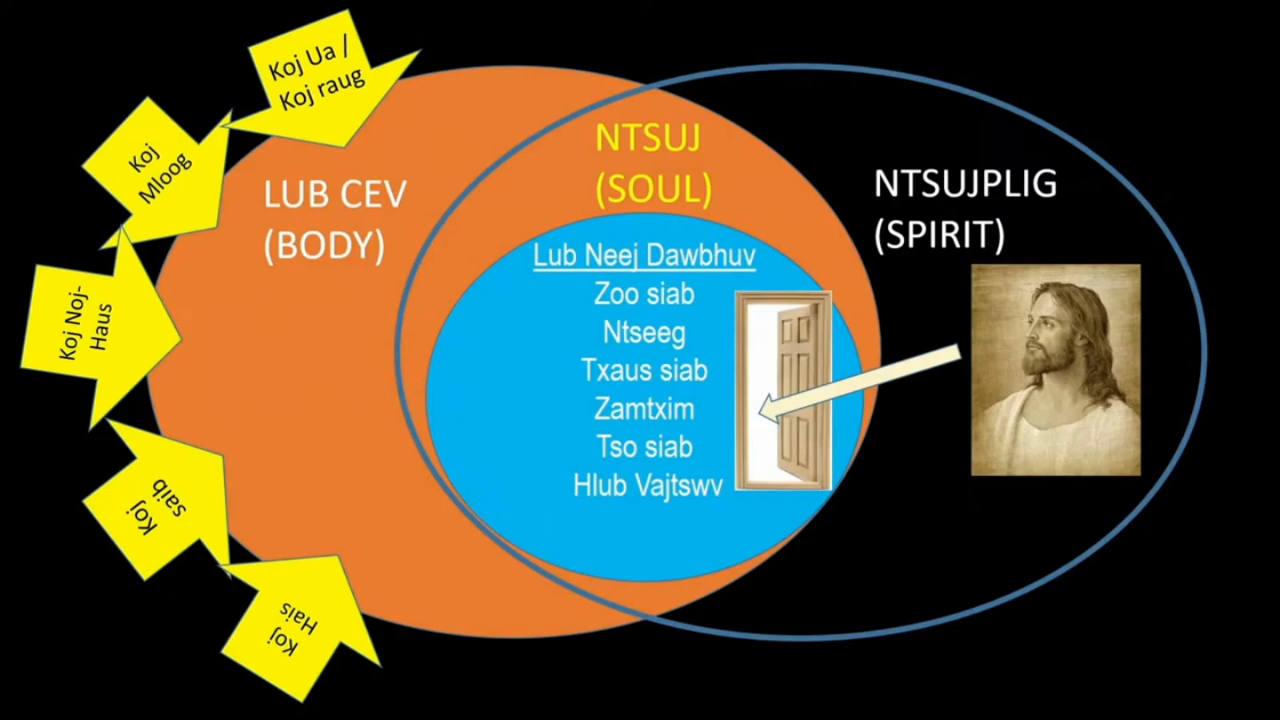 Koj Ua /
Koj raug
Koj
Mloog
Koj Noj-
Haus
Koj
saib
Koj
Hais
LUB CEV
(BODY)
NTSUJ
(SOUL)
Lub Neej Dawbhuv
Zoo siab
Ntseeg
Txaus siab
Zamtxim
Tso siab
Hlub Vajtswv
NTSUJPLIG
(SPIRIT)